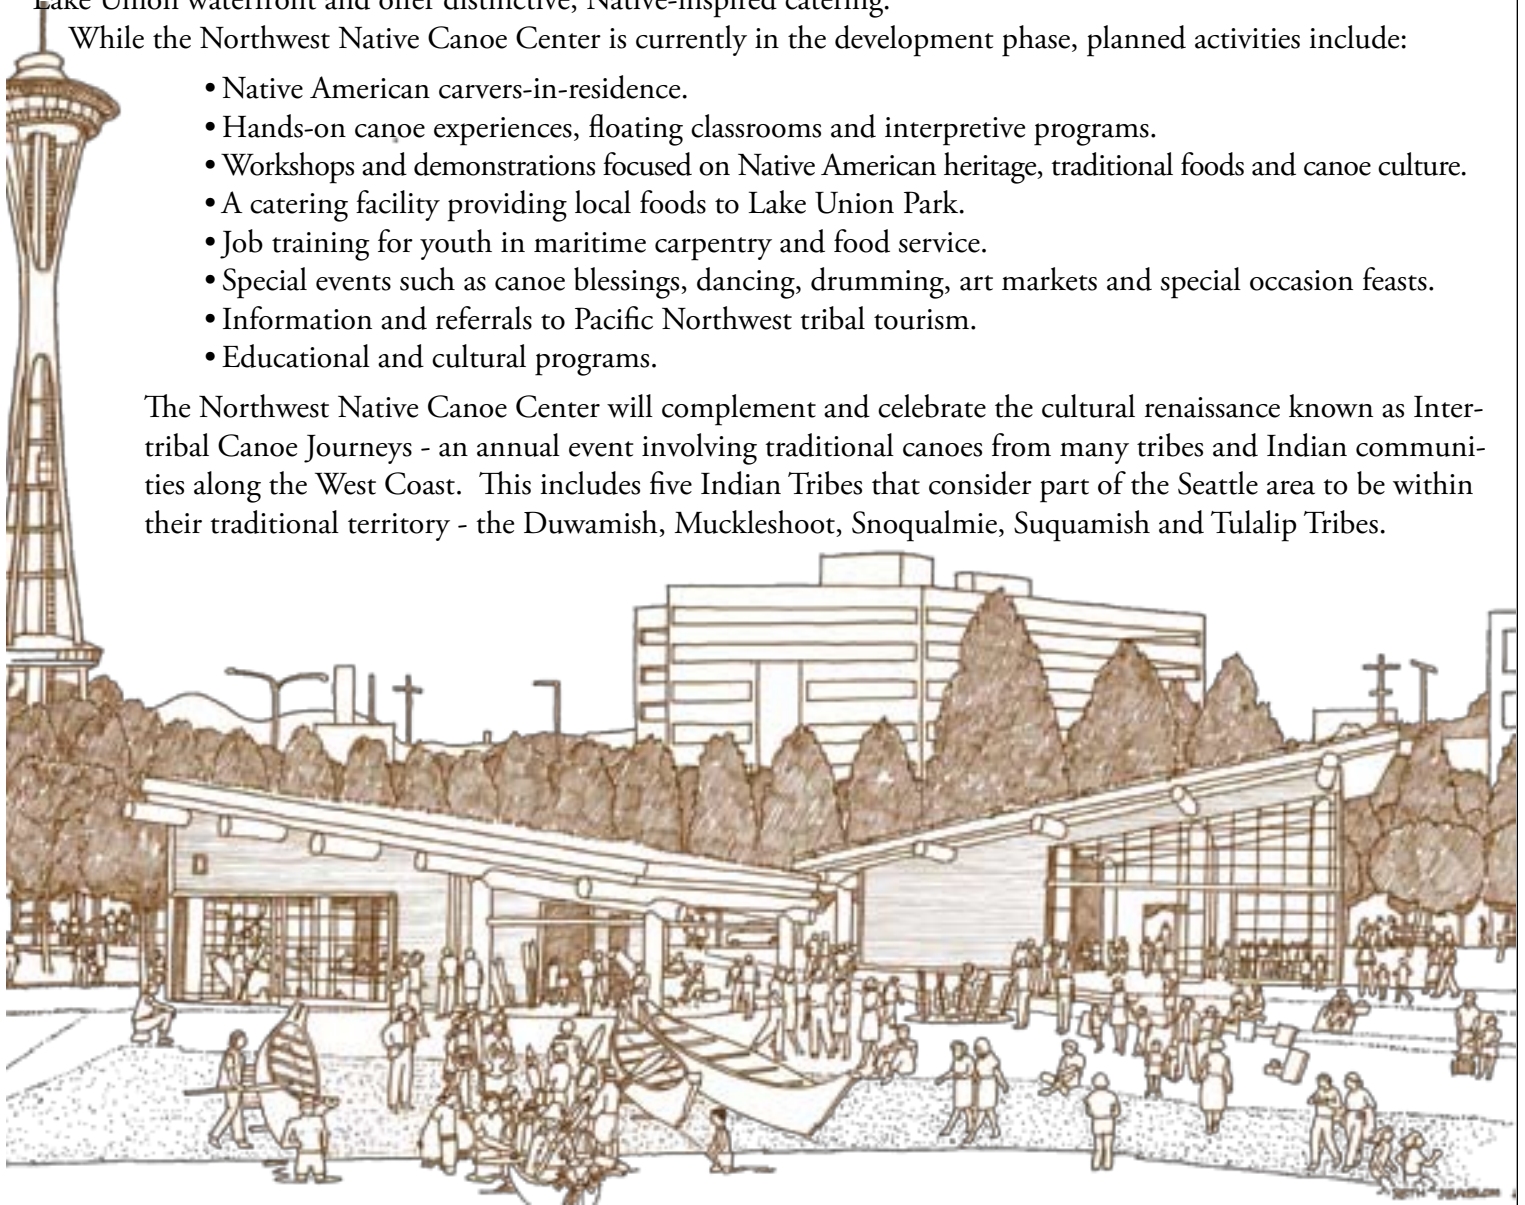 Lake Union waterfront and offer distinctive, Native-inspired catering.
While the Northwest Native Canoe Center is currently in the development phase, planned activities include:
• Native American carvers-in-residence.
• Hands-on canoe experiences, floating classrooms and interpretive programs.
• Workshops and demonstrations focused on Native American heritage, traditional foods and canoe culture.
• A catering facility providing local foods to Lake Union Park.
• Job training for youth in maritime carpentry and food service.
• Special events such as canoe blessings, dancing, drumming, art markets and special occasion feasts.
• Information and referrals to Pacific Northwest tribal tourism.
• Educational and cultural programs.
The Northwest Native Canoe Center will complement and celebrate the cultural renaissance known as Inter-
tribal Canoe Journeys - an annual event involving traditional canoes from many tribes and Indian communi-
ties along the West Coast.  This includes five Indian Tribes that consider part of the Seattle area to be within
their traditional territory - the Duwamish, Muckleshoot, Snoqualmie, Suquamish and Tulalip Tribes.